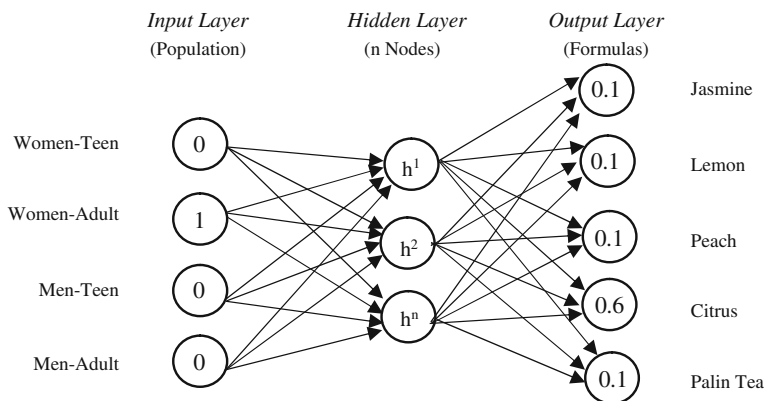 Input Layer Hidden Layer Output Layer
(Population) (n Nodes) (Formulas)
0.1 Jasmine
Women-Teen 0 h¹ 0.1 Lemon
Women-Adult 1 h² 0.1 Peach
Men-Teen 0 hⁿ 0.6 Citrus
Men-Adult 0 0.1 Palin Tea